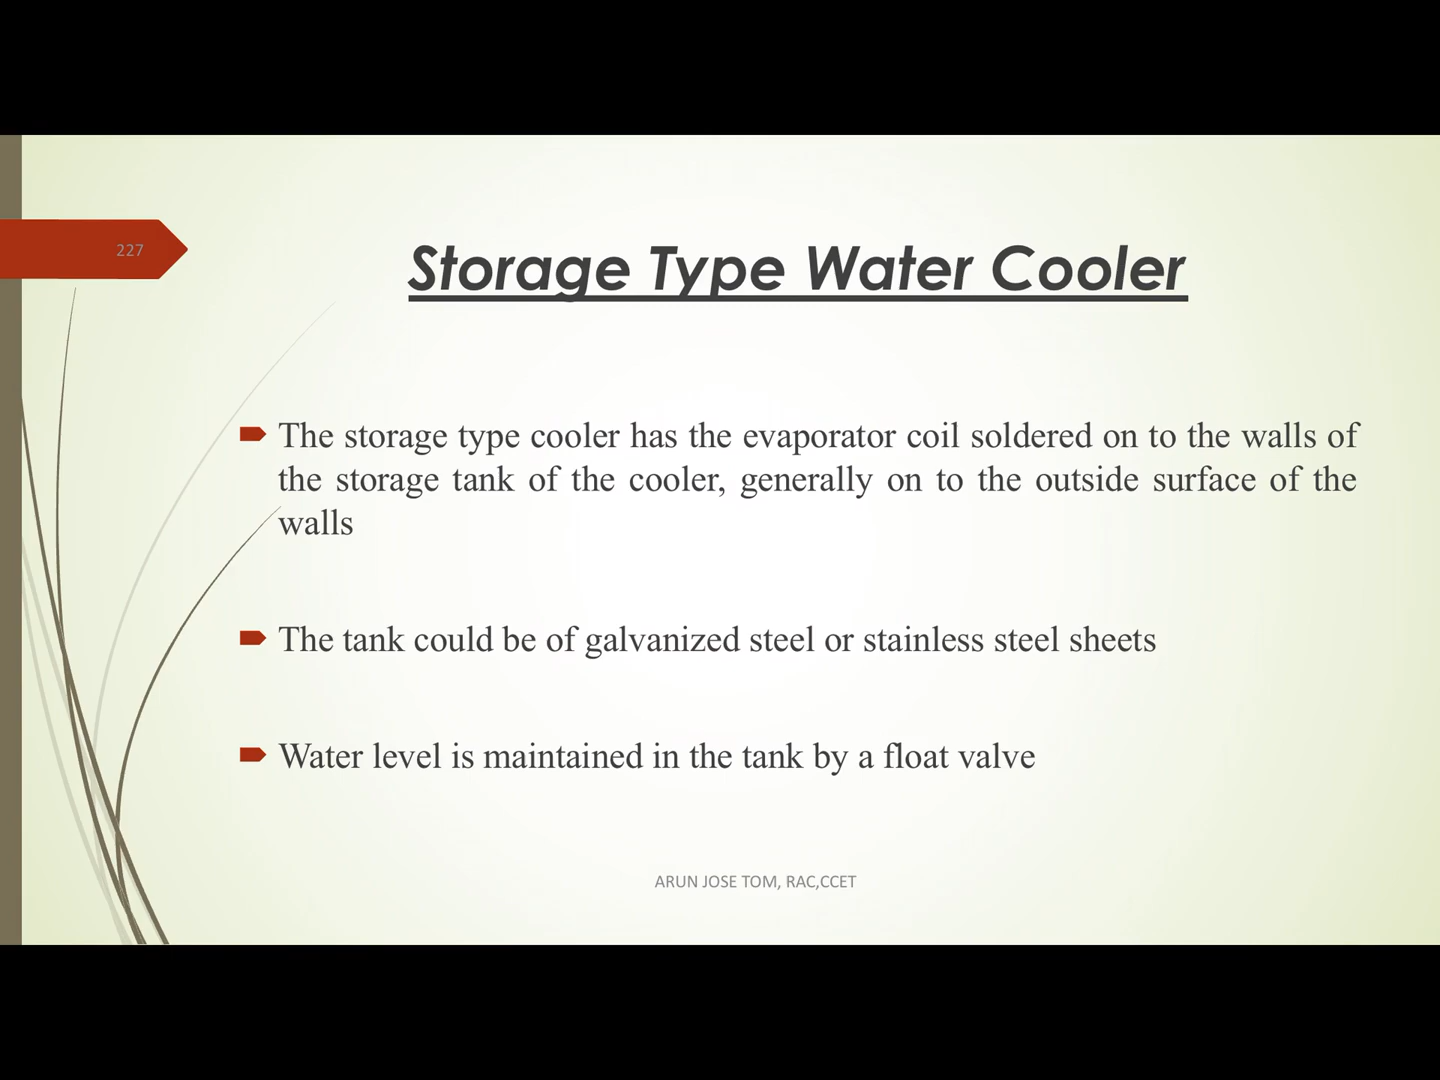 227
Storage Type Water Cooler
The storage type cooler has the evaporator coil soldered on to the walls of
the storage tank of the cooler, generally on to the outside surface of the
walls
The tank could be of galvanized steel or stainless steel sheets
Water level is maintained in the tank by a float valve
ARUN JOSE TOM, RAC,CCET